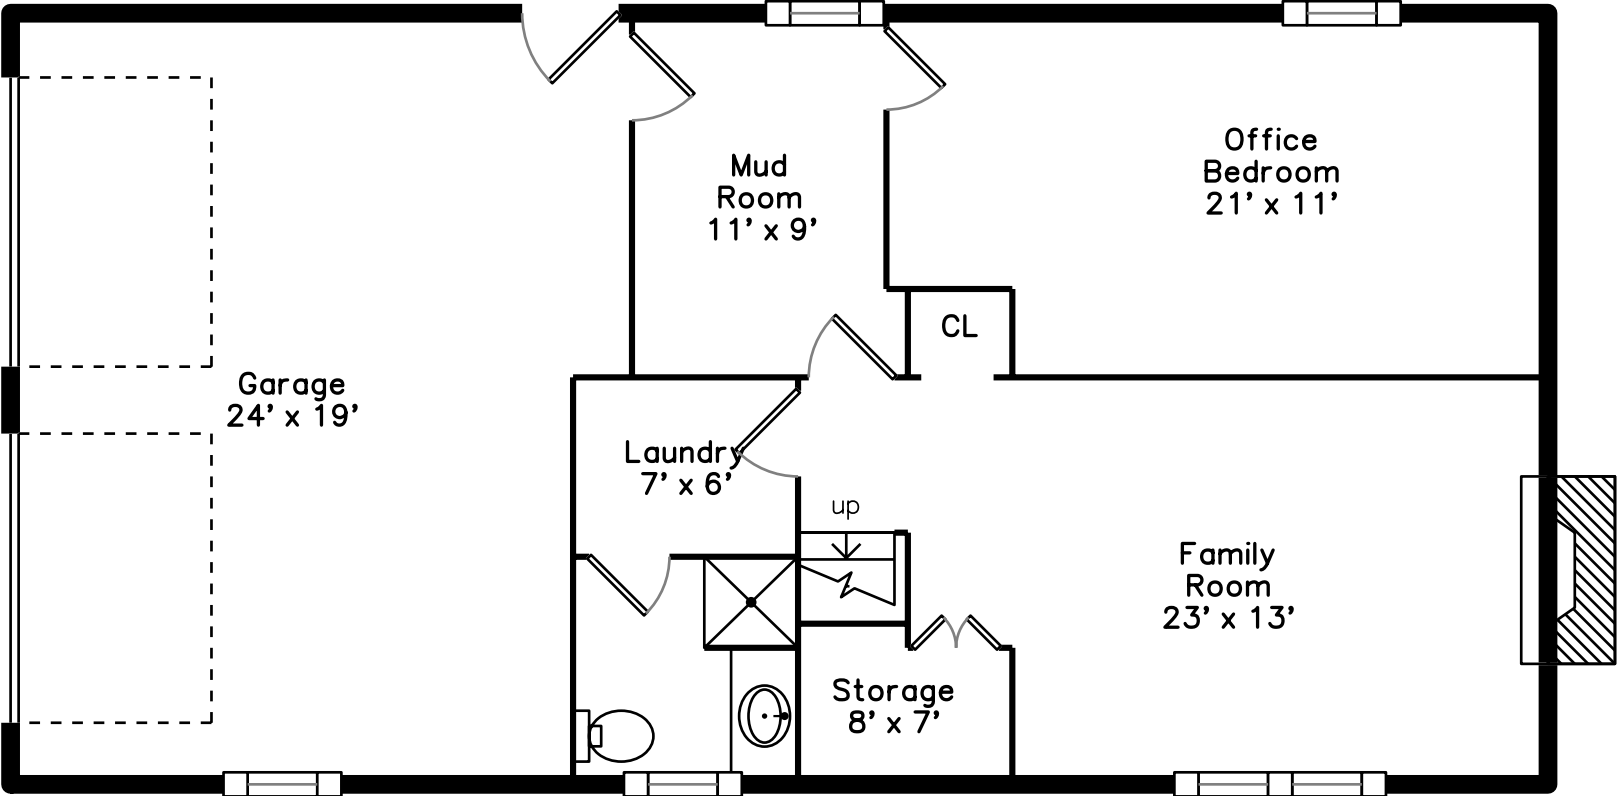 Office
Bedroom
21' x 11'
Mud
Room
11' x 9'
CL
Garage
24' x 19'
Laundry
7' x 6'
up
Family
Room
23' x 13'
Storage
8' x 7'